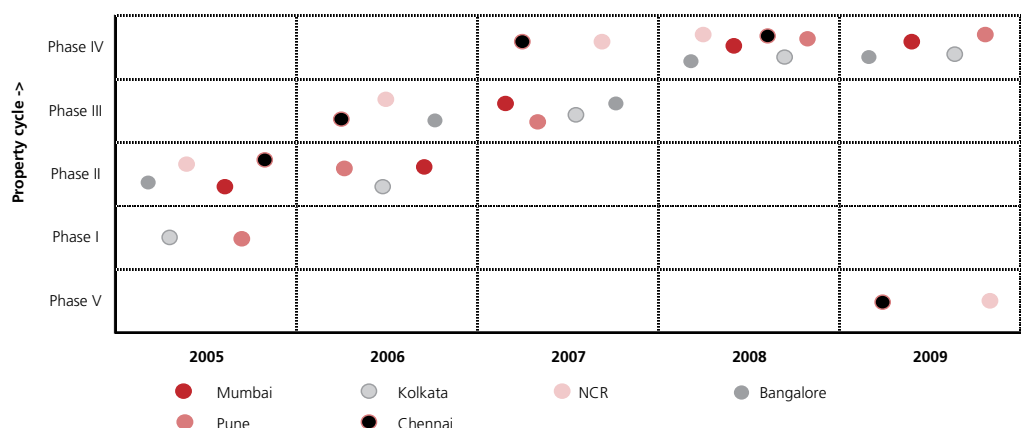 Property cycle ->
Phase IV
Phase III
Phase II
Phase I
Phase V
2005 2006 2007 2008 2009
Mumbai Kolkata NCR Bangalore
Pune Chennai